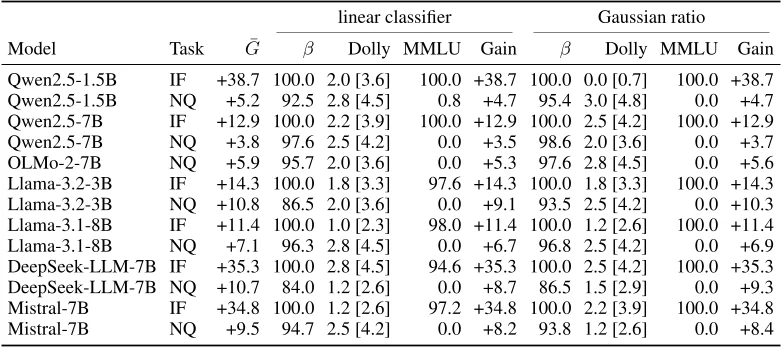 linear classifier Gaussian ratio
Model Task Ḡ β Dolly MMLU Gain β Dolly MMLU Gain
Qwen2.5-1.5B IF +38.7 100.0 2.0 [3.6] 100.0 +38.7 100.0 0.0 [0.7] 100.0 +38.7
Qwen2.5-1.5B NQ +5.2 92.5 2.8 [4.5] 0.8 +4.7 95.4 3.0 [4.8] 0.0 +4.7
Qwen2.5-7B IF +12.9 100.0 2.2 [3.9] 100.0 +12.9 100.0 2.5 [4.2] 100.0 +12.9
Qwen2.5-7B NQ +3.8 97.6 2.5 [4.2] 0.0 +3.5 98.6 2.0 [3.6] 0.0 +3.7
OLMo-2-7B NQ +5.9 95.7 2.0 [3.6] 0.0 +5.3 97.6 2.8 [4.5] 0.0 +5.6
Llama-3.2-3B IF +14.3 100.0 1.8 [3.3] 97.6 +14.3 100.0 1.8 [3.3] 100.0 +14.3
Llama-3.2-3B NQ +10.8 86.5 2.0 [3.6] 0.0 +9.1 93.5 2.5 [4.2] 0.0 +10.3
Llama-3.1-8B IF +11.4 100.0 1.0 [2.3] 98.0 +11.4 100.0 1.2 [2.6] 100.0 +11.4
Llama-3.1-8B NQ +7.1 96.3 2.8 [4.5] 0.0 +6.7 96.8 2.5 [4.2] 0.0 +6.9
DeepSeek-LLM-7B IF +35.3 100.0 2.8 [4.5] 94.6 +35.3 100.0 2.5 [4.2] 100.0 +35.3
DeepSeek-LLM-7B NQ +10.7 84.0 1.2 [2.6] 0.0 +8.7 86.5 1.5 [2.9] 0.0 +9.3
Mistral-7B IF +34.8 100.0 1.2 [2.6] 97.2 +34.8 100.0 2.2 [3.9] 100.0 +34.8
Mistral-7B NQ +9.5 94.7 2.5 [4.2] 0.0 +8.2 93.8 1.2 [2.6] 0.0 +8.4